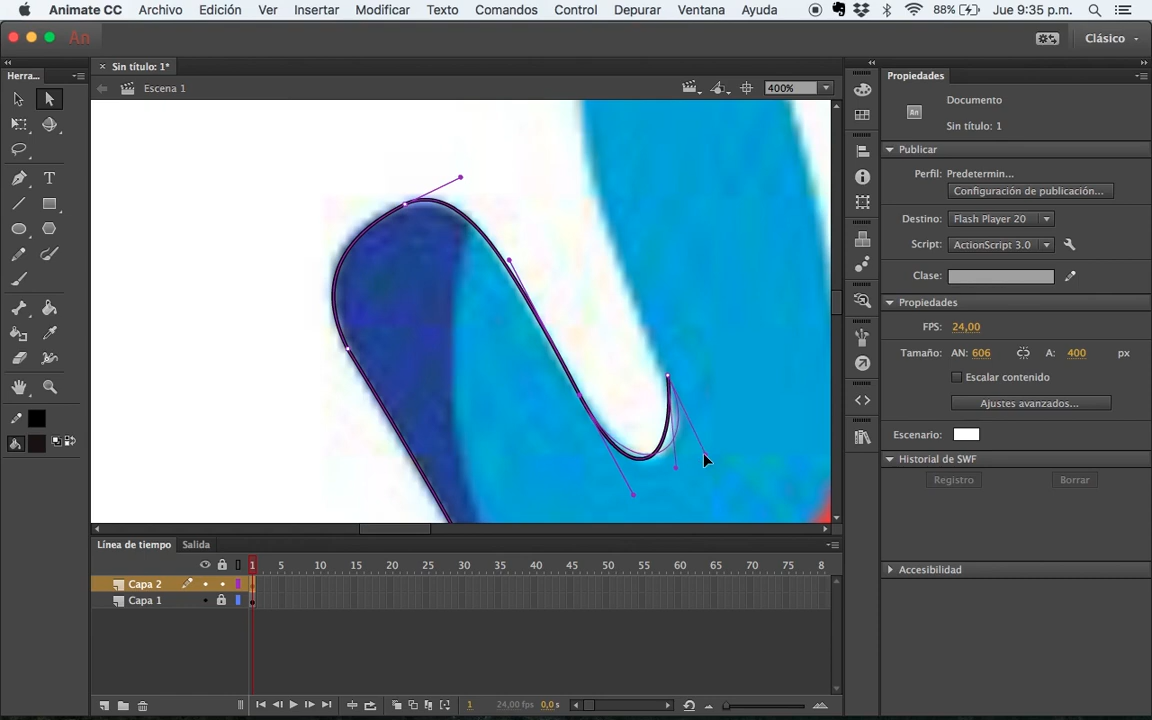 Animate CC Archivo Edición Ver Insertar Modificar Texto Comandos Control Depurar Ventana Ayuda 88% Jue 9:35 p.m.
An Clásico
Herra... Sin título: 1* Propiedades
Escena 1 400%
Documento
An
Sin título: 1
Publicar
Perfil: Predetermin...
Configuración de publicación...
Destino: Flash Player 20
Script: ActionScript 3.0
Clase:
Propiedades
FPS: 24,00
Tamaño: AN: 606 A: 400 px
Escalar contenido
Ajustes avanzados...
Escenario:
Historial de SWF
Registro Borrar
Accesibilidad
Línea de tiempo Salida
1 5 10 15 20 25 30 35 40 45 50 55 60 65 70 75 8
Capa 2
Capa 1
1 24,00 fps 0,0 s